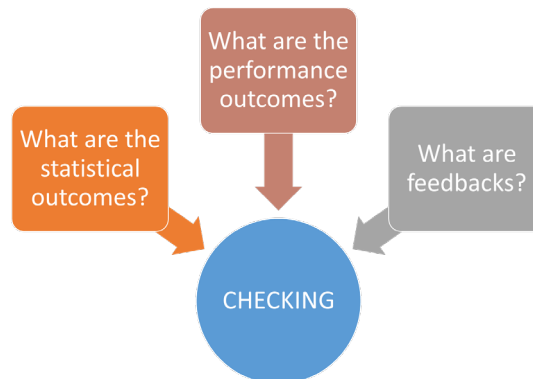 What are the
performance
outcomes?
What are the
statistical
outcomes?
What are
feedbacks?
CHECKING